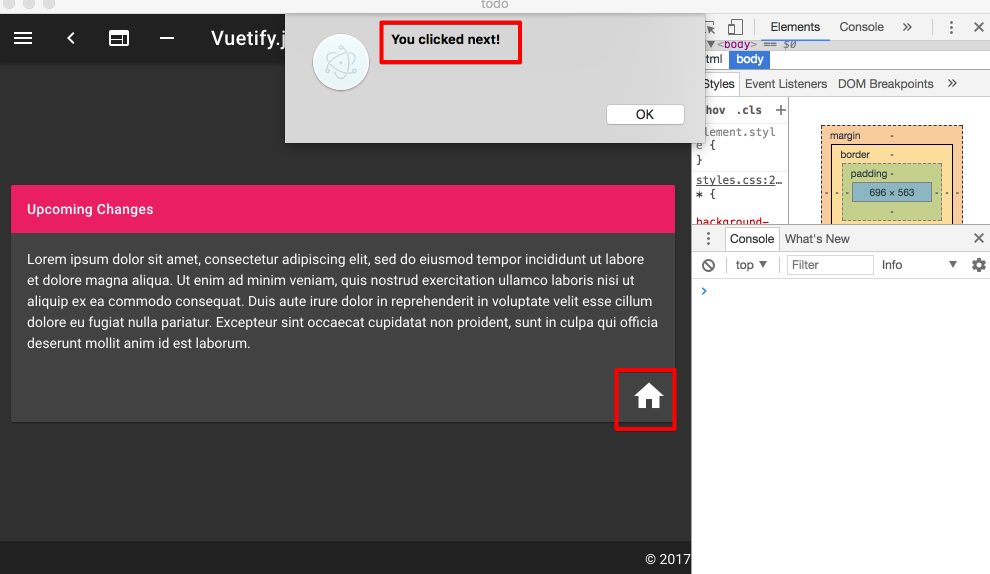 todo
Vuetify.j
You clicked next!
OK
Upcoming Changes
Lorem ipsum dolor sit amet, consectetur adipiscing elit, sed do eiusmod tempor incididunt ut labore
et dolore magna aliqua. Ut enim ad minim veniam, quis nostrud exercitation ullamco laboris nisi ut
aliquip ex ea commodo consequat. Duis aute irure dolor in reprehenderit in voluptate velit esse cillum
dolore eu fugiat nulla pariatur. Excepteur sint occaecat cupidatat non proident, sunt in culpa qui officia
deserunt mollit anim id est laborum.
© 2017
Elements Console »
▼<body> == $0
tml body
Styles Event Listeners DOM Breakpoints »
hov .cls +
element.styl
e {
}
styles.css:2…
* {
background-
margin -
border -
padding -
- - - 696 × 563 - - -
-
Console What's New
top ▼ Filter Info ▼
>